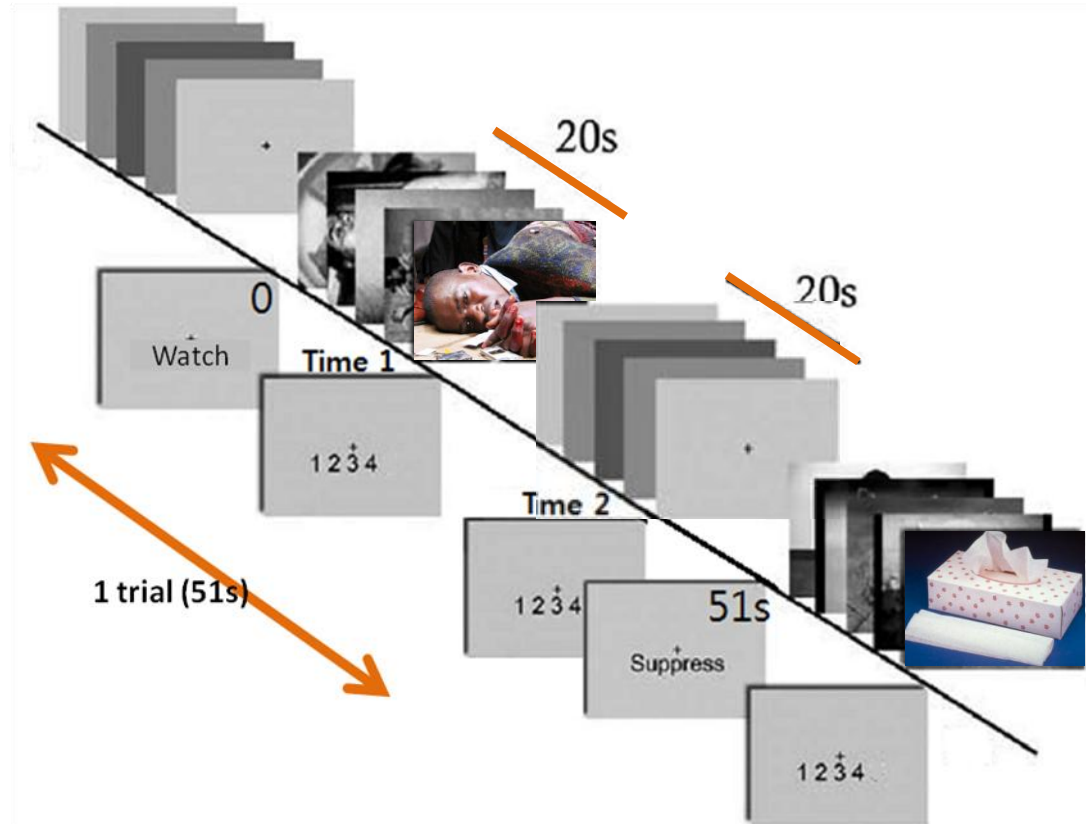 20s
20s
0
+
Watch
Time 1
+
1 2 3 4
+
Time 2
+
1 2 3 4
1 trial (51s)
51s
+
Suppress
+
1 2 3 4
+